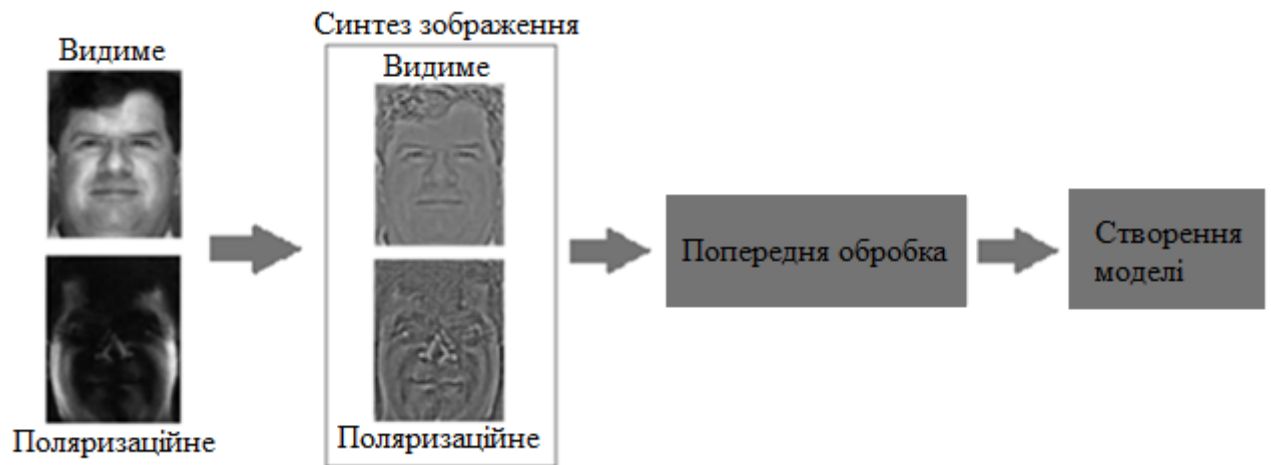 Синтез зображення
Видиме
Видиме
Поляризаційне
Поляризаційне
Попередня обробка
Створення
моделі